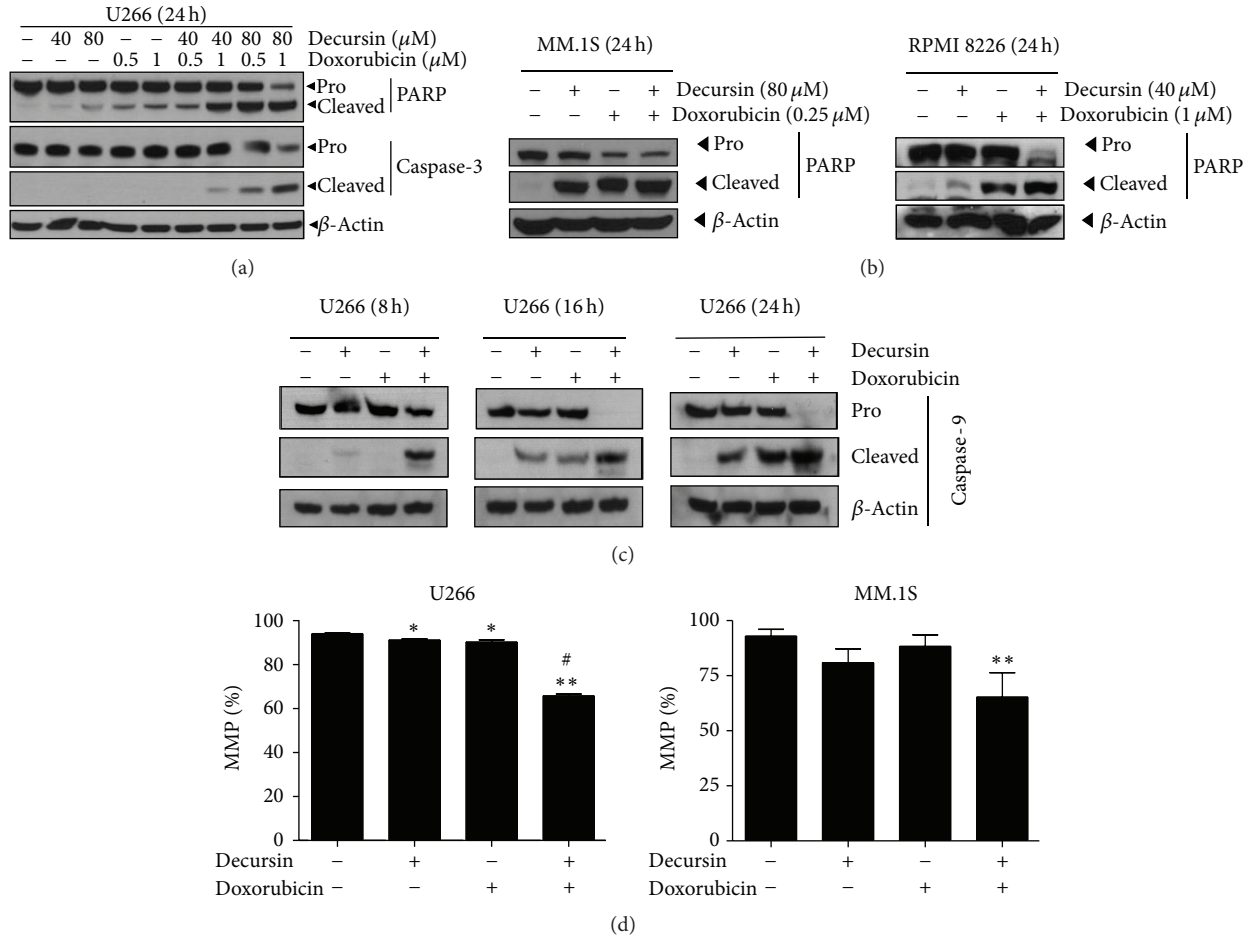 U266 (24 h)
– 40 80 – – 40 40 80 80 Decursin (μM)
– – – 0.5 1 0.5 1 0.5 1 Doxorubicin (μM)
Pro
Cleaved
PARP
Pro
Cleaved
Caspase-3
β-Actin
(a)
MM.1S (24 h)
– + – + Decursin (80 μM)
– – + + Doxorubicin (0.25 μM)
Pro
Cleaved
PARP
β-Actin
RPMI 8226 (24 h)
– + – + Decursin (40 μM)
– – + + Doxorubicin (1 μM)
Pro
Cleaved
PARP
β-Actin
(b)
U266 (8 h)
U266 (16 h)
U266 (24 h)
– + – + – + – + – + – + Decursin
– – + + – – + + – – + + Doxorubicin
Pro
Cleaved
β-Actin
Caspase-9
(c)
U266
MMP (%)
100
80
60
40
20
0
* * # **
Decursin – + – +
Doxorubicin – – + +
MM.1S
MMP (%)
100
75
50
25
0
**
Decursin – + – +
Doxorubicin – – + +
(d)